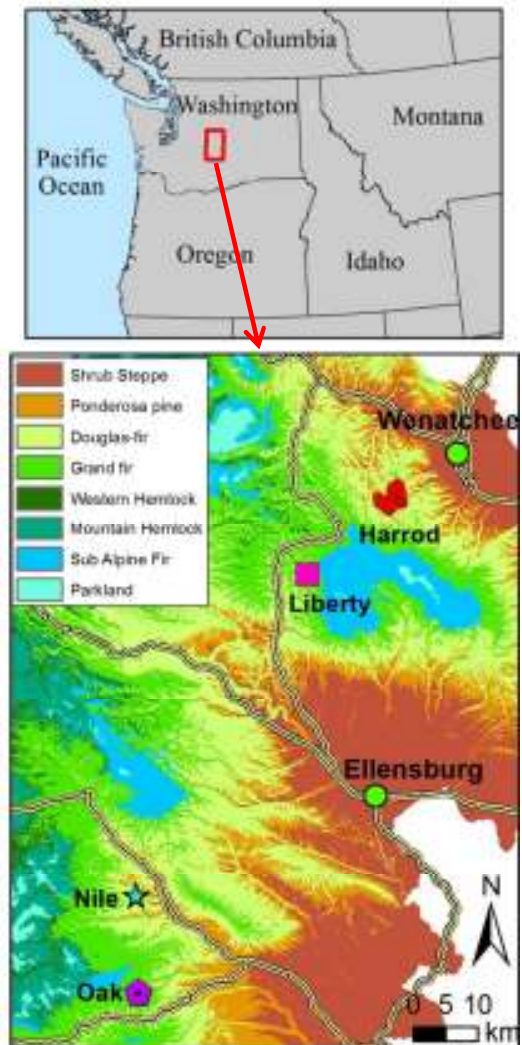 British Columbia
Washington
Montana
Pacific
Ocean
Oregon
Idaho
Shrub Steppe
Ponderosa pine
Douglas-fir
Grand fir
Western Hemlock
Mountain Hemlock
Sub Alpine Fir
Parkland
Wenatchee
Harrod
Liberty
Ellensburg
Nile
N
Oak
0 5 10
km